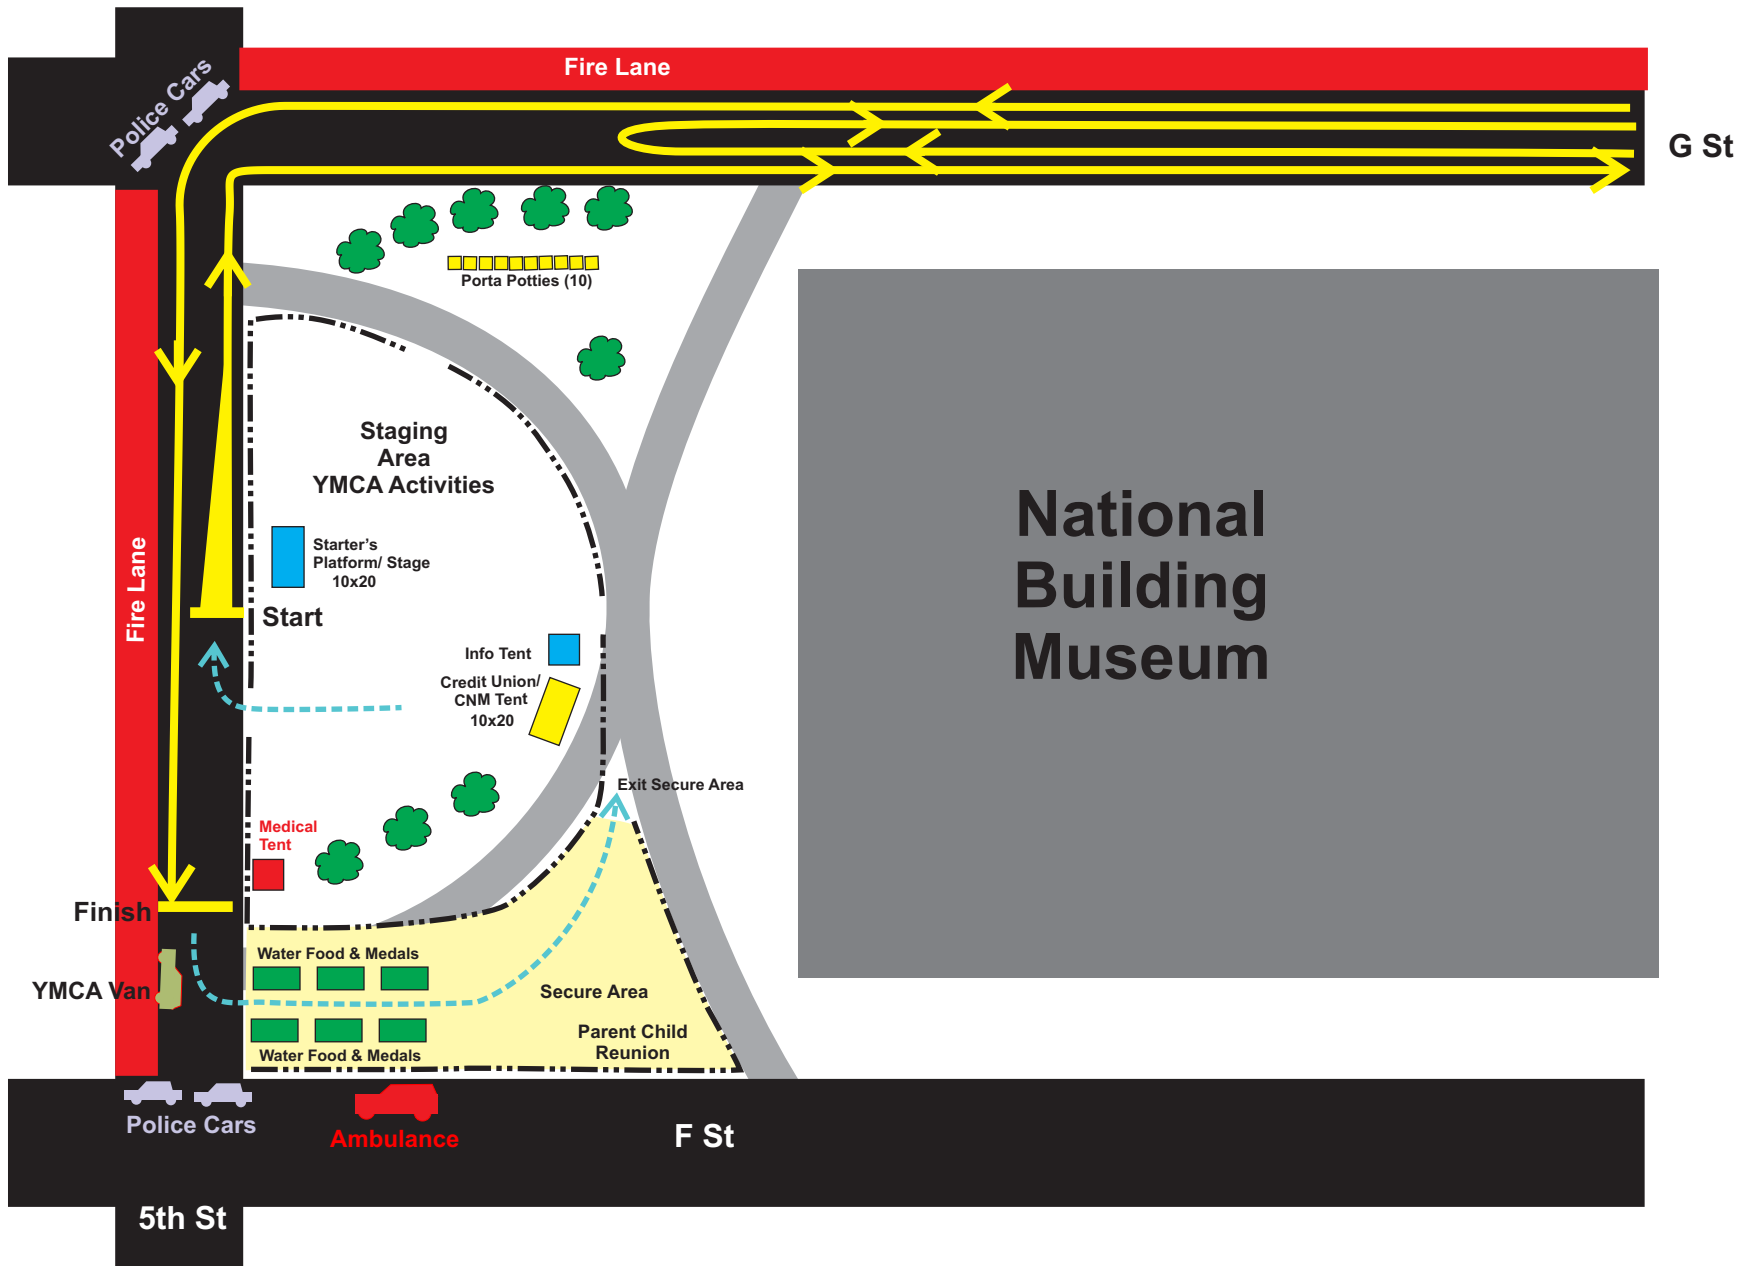 Fire Lane
Police Cars
G St
Porta Potties (10)
Staging
Area
YMCA Activities
Starter's
Platform/ Stage
10x20
Fire Lane
Start
National
Building
Museum
Info Tent
Credit Union/
CNM Tent
10x20
Exit Secure Area
Medical
Tent
Finish
Water Food & Medals
YMCA Van
Secure Area
Parent Child
Reunion
Water Food & Medals
Police Cars
Ambulance
F St
5th St